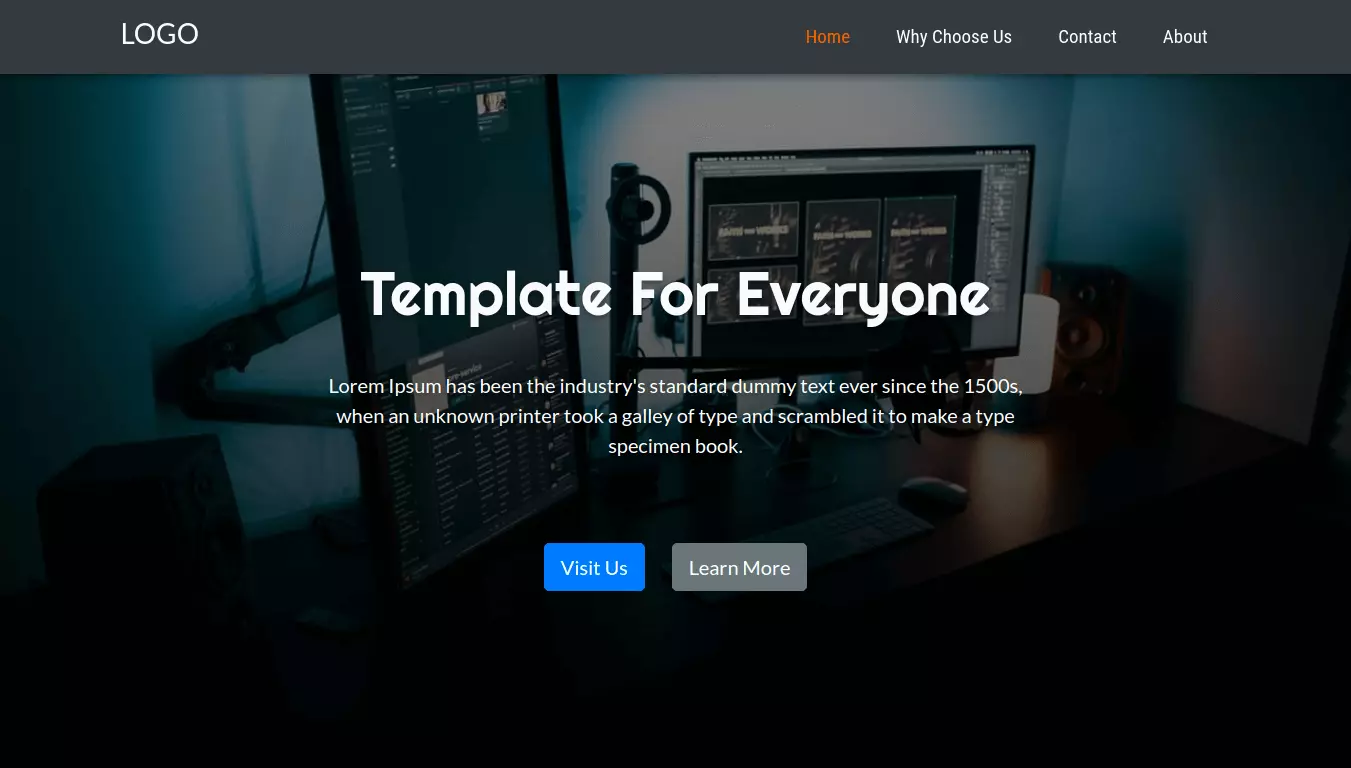 LOGO
Home Why Choose Us Contact About
Template For Everyone
Lorem Ipsum has been the industry's standard dummy text ever since the 1500s,
when an unknown printer took a galley of type and scrambled it to make a type
specimen book.
Visit Us Learn More